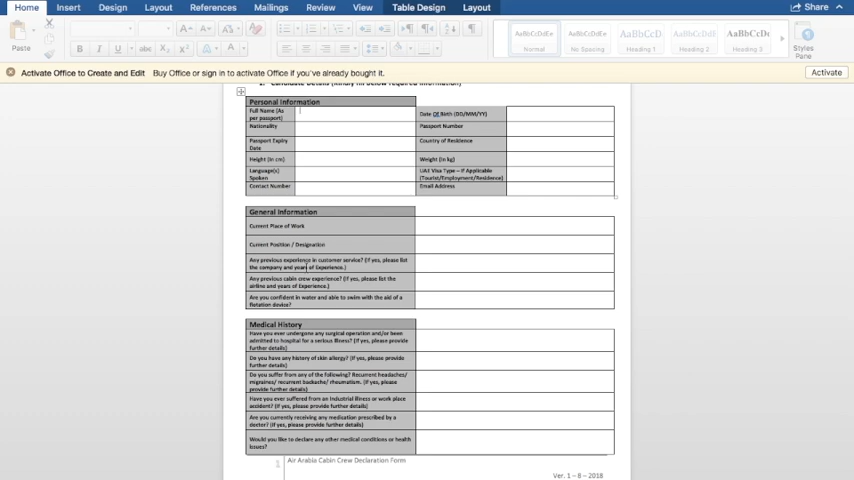 Home Insert Design Layout References Mailings Review View Table Design Layout Share
Paste
B I U abc X₂ X² A
AaBbCcDdEe AaBbCcDdEe AaBbCcD AaBbCcDdE AaBbCcD
Normal No Spacing Heading 1 Heading 2 Heading 3 Styles Pane
Activate Office to Create and Edit Buy Office or sign in to activate Office if you've already bought it. Activate
Personal Information
Full Name (As per passport) Date Of Birth (DD/MM/YY)
Nationality Passport Number
Passport Expiry Date Country of Residence
Height (in cm) Weight (in kg)
Language(s) Spoken UAE Visa Type – If Applicable (Tourist/Employment/Residence)
Contact Number Email Address
General Information
Current Place of Work
Current Position / Designation
Any previous experience in customer service? (If yes, please list
the company and years of Experience.)
Any previous cabin crew experience? (If yes, please list the
airline and years of Experience.)
Are you confident in water and able to swim with the aid of a
flotation device?
Medical History
Have you ever undergone any surgical operation and/or been
admitted to hospital for a serious illness? (If yes, please provide
further details)
Do you have any history of skin allergy? (If yes, please provide
further details)
Do you suffer from any of the following? Recurrent headaches/
migraines/ recurrent backache/ rheumatism. (If yes, please
provide further details)
Have you ever suffered from an Industrial illness or work place
accident? (If yes, please provide further details)
Are you currently receiving any medication prescribed by a
doctor? (If yes, please provide further details)
Would you like to declare any other medical conditions or health
issues?
1 Air Arabia Cabin Crew Declaration Form
Ver. 1 – 8 – 2018